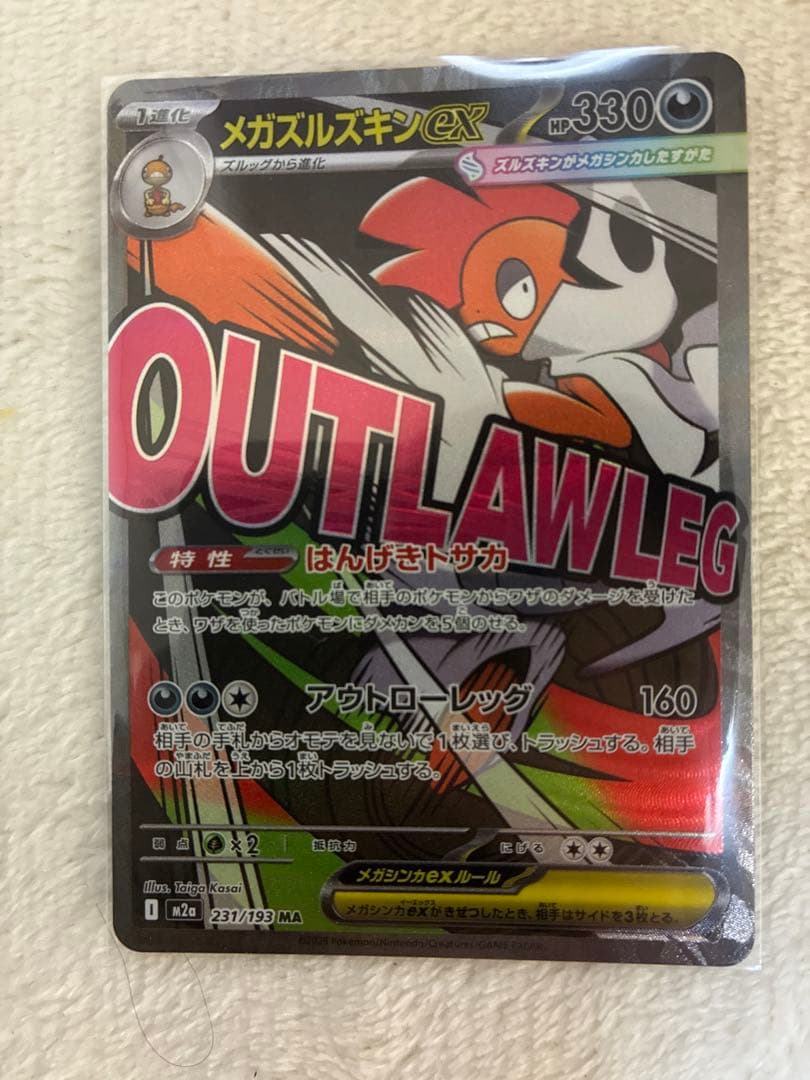 1進化
メガズルズキンex
HP330
ズルッグから進化
ズルズキンがメガシンカしたすがた
OUTLAWLEG
特性
とくせい
はんげきトサカ
このポケモンが、バトル場で相手のポケモンからワザのダメージを受けた
とき、ワザを使ったポケモンにダメカンを5個のせる。
アウトローレッグ 160
相手の手札からオモテを見ないで1枚選び、トラッシュする。相手
の山札を上から1枚トラッシュする。
弱点 ×2 抵抗力 にげる
Illus. Taiga Kasai
メガシンカexルール
I m2a 231/193 MA
メガシンカexがきぜつしたとき、相手はサイドを3枚とる。
Pokémon/Nintendo/Creatures/GAME FREAK